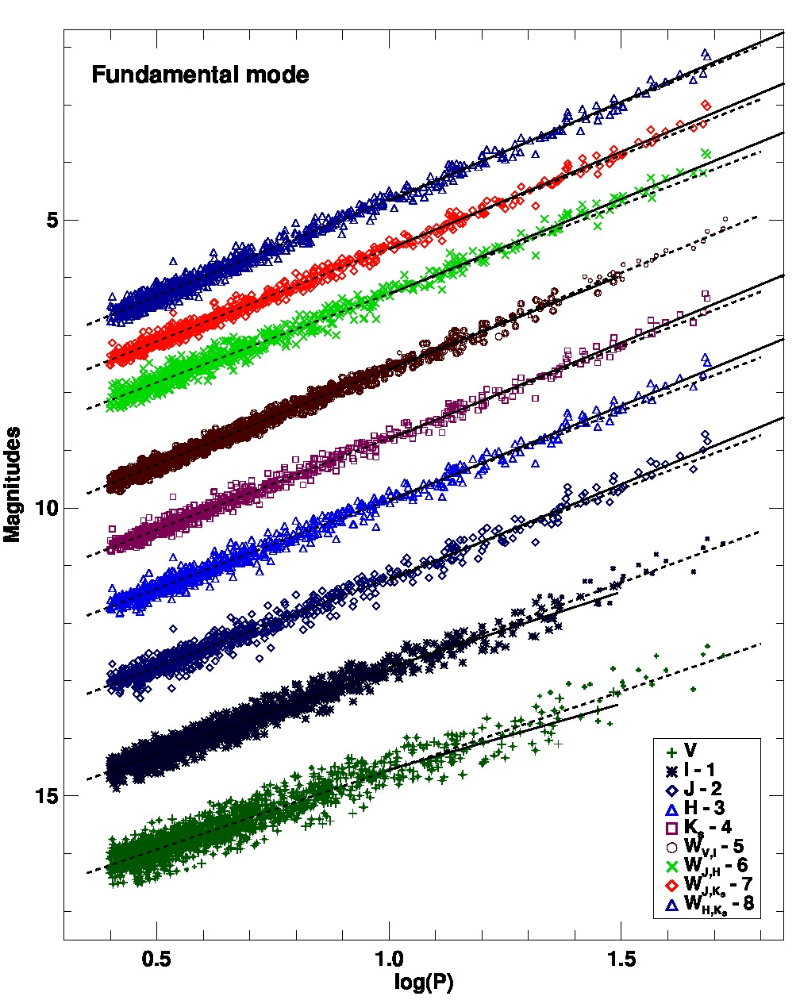 Fundamental mode
5
10
15
Magnitudes
V
I - 1
J - 2
H - 3
Ks - 4
WV,I - 5
WJ,H - 6
WJ,Ks - 7
WH,Ks - 8
0.5 1.0 1.5
log(P)